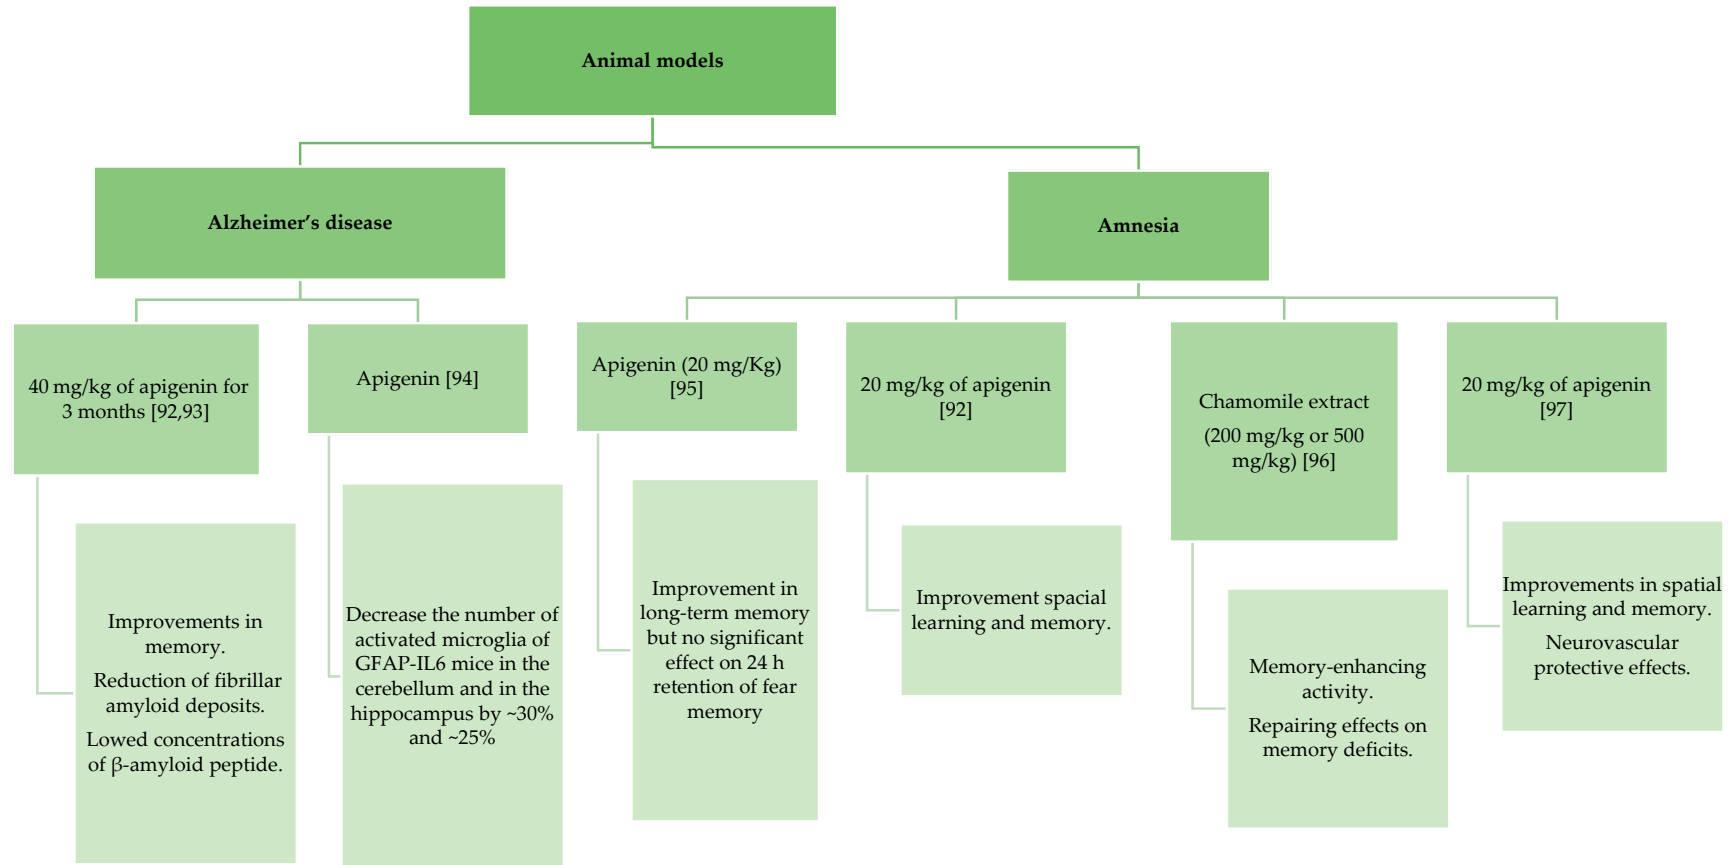 Animal models
Alzheimer’s disease
Amnesia
40 mg/kg of apigenin for
3 months [92,93]
Apigenin [94]
Apigenin (20 mg/Kg)
[95]
20 mg/kg of apigenin
[92]
Chamomile extract
(200 mg/kg or 500
mg/kg) [96]
20 mg/kg of apigenin
[97]
Improvements in
memory.
Reduction of fibrillar
amyloid deposits.
Lowed concentrations
of β-amyloid peptide.
Decrease the number of
activated microglia of
GFAP-IL6 mice in the
cerebellum and in the
hippocampus by ~30%
and ~25%
Improvement in
long-term memory
but no significant
effect on 24 h
retention of fear
memory
Improvement spacial
learning and memory.
Memory-enhancing
activity.
Repairing effects on
memory deficits.
Improvements in spatial
learning and memory.
Neurovascular
protective effects.